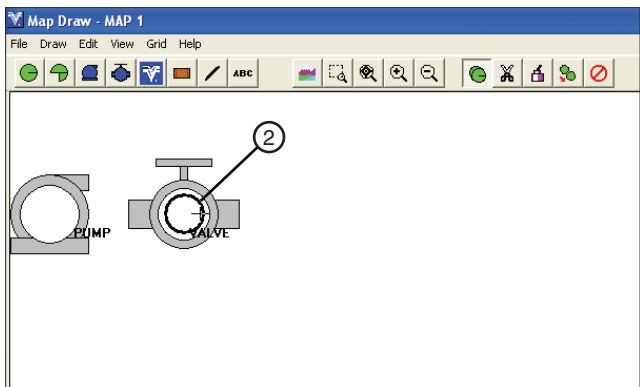 Map Draw - MAP 1
File Draw Edit View Grid Help
ABC
2
PUMP
VALVE